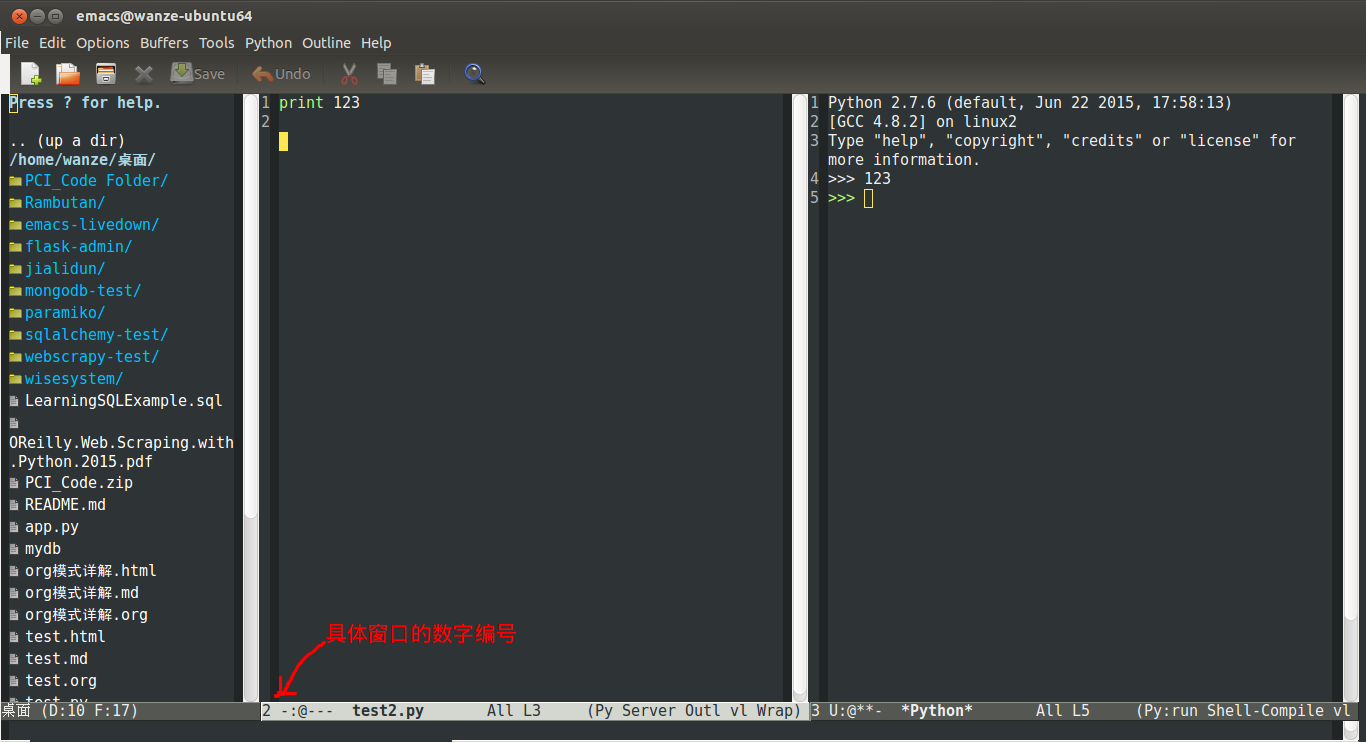 emacs@wanze-ubuntu64
File Edit Options Buffers Tools Python Outline Help
Save Undo
Press ? for help.
.. (up a dir)
/home/wanze/桌面/
PCI_Code Folder/
Rambutan/
emacs-livedown/
flask-admin/
jialidun/
mongodb-test/
paramiko/
sqlalchemy-test/
webscrapy-test/
wisesystem/
LearningSQLExample.sql
OReilly.Web.Scraping.with
.Python.2015.pdf
PCI_Code.zip
README.md
app.py
mydb
org模式详解.html
org模式详解.md
org模式详解.org
test.html
test.md
test.org
test.py
桌面 (D:10 F:17)
1 print 123
2
具体窗口的数字编号
2 -:@--- test2.py All L3 (Py Server Outl vl Wrap)
1 Python 2.7.6 (default, Jun 22 2015, 17:58:13)
2 [GCC 4.8.2] on linux2
3 Type "help", "copyright", "credits" or "license" for
more information.
4 >>> 123
5 >>>
3 U:@**- *Python* All L5 (Py:run Shell-Compile vl